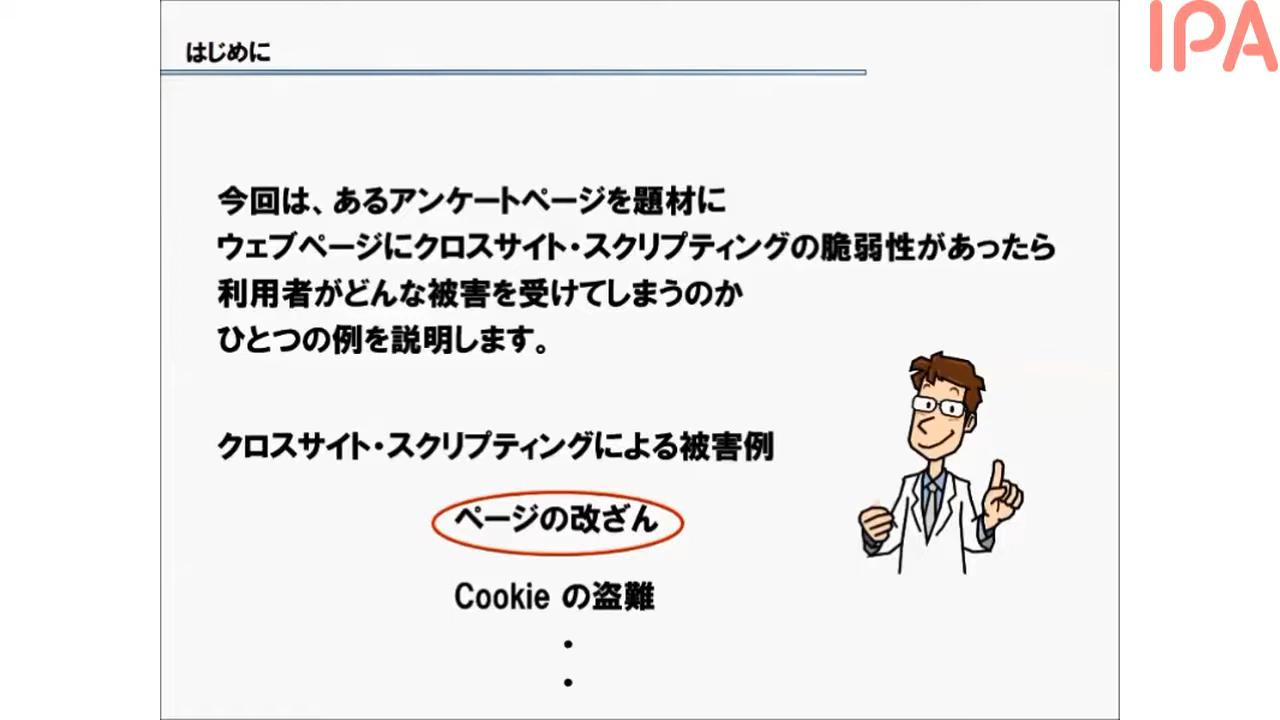 IPA
はじめに
今回は、あるアンケートページを題材に
ウェブページにクロスサイト・スクリプティングの脆弱性があったら
利用者がどんな被害を受けてしまうのか
ひとつの例を説明します。
クロスサイト・スクリプティングによる被害例
ページの改ざん
Cookie の盗難
・
・